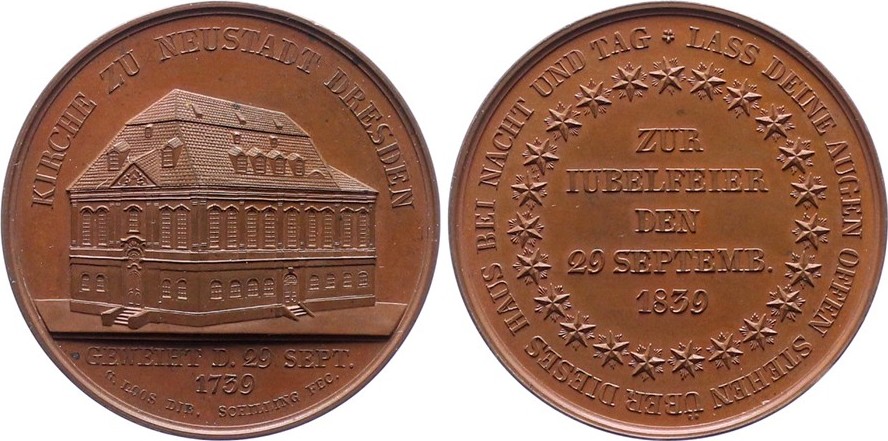 KIRCHE ZU NEUSTADT DRESDEN
GEWEIHT D. 29 SEPT.
1739
G. LOOS DIR. SCHILLING FEC.
LASS DEINE AUGEN OFFEN STEHEN ÜBER DIESES HAUS BEI NACHT UND TAG
ZUR
IUBELFEIER
DEN
29 SEPTEMB.
1839